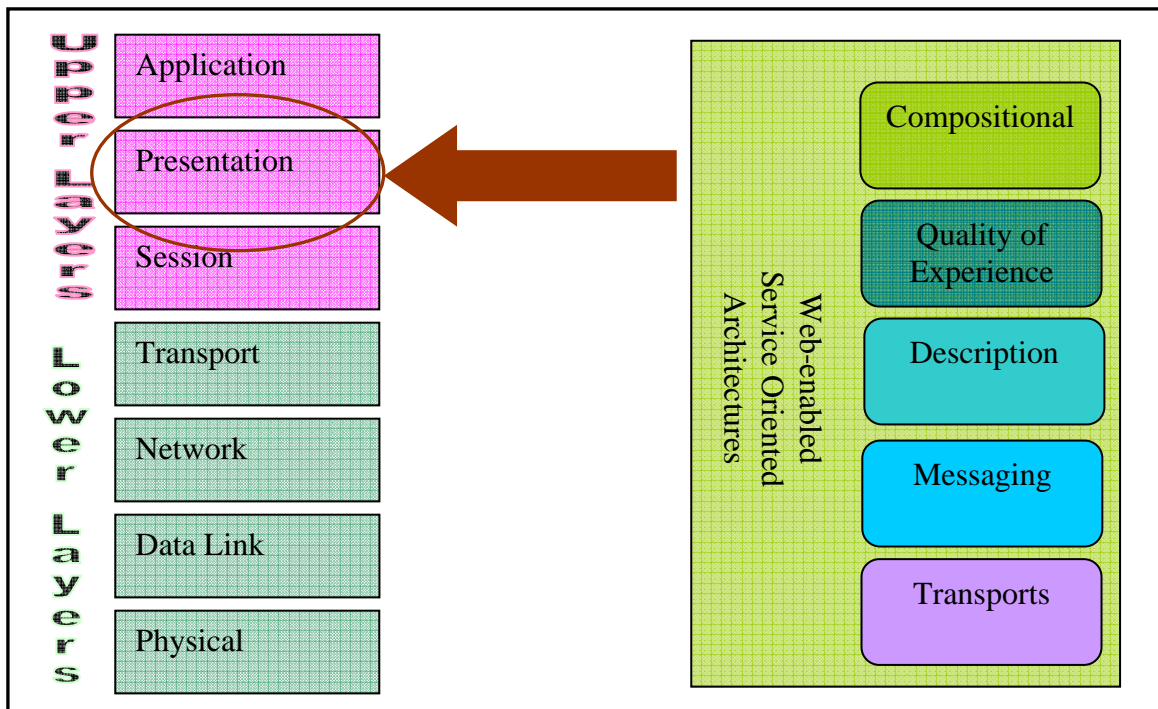 Upper Layers
Application
Presentation
Session
Lower Layers
Transport
Network
Data Link
Physical
Web-enabled
Service Oriented
Architectures
Compositional
Quality of
Experience
Description
Messaging
Transports